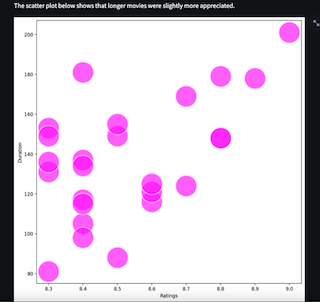 The scatter plot below shows that longer movies were slightly more appreciated.
200
180
160
140
120
100
80
Duration
8.3 8.4 8.5 8.6 8.7 8.8 8.9 9.0
Ratings